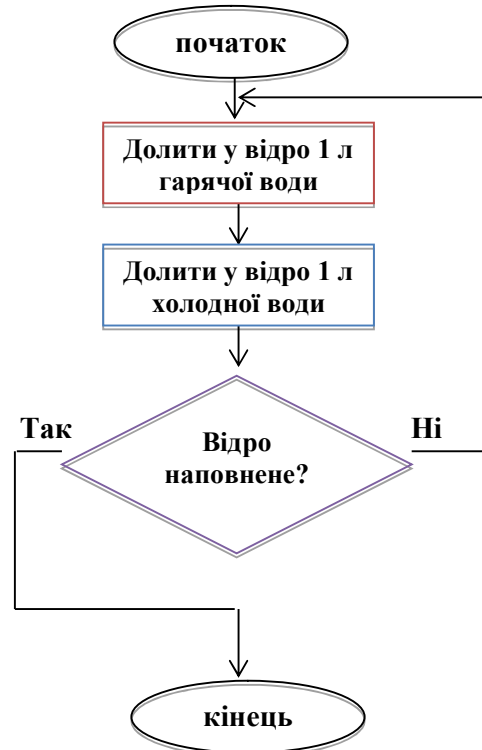 початок
Долити у відро 1 л
гарячої води
Долити у відро 1 л
холодної води
Так
Ні
Відро
наповнене?
кінець